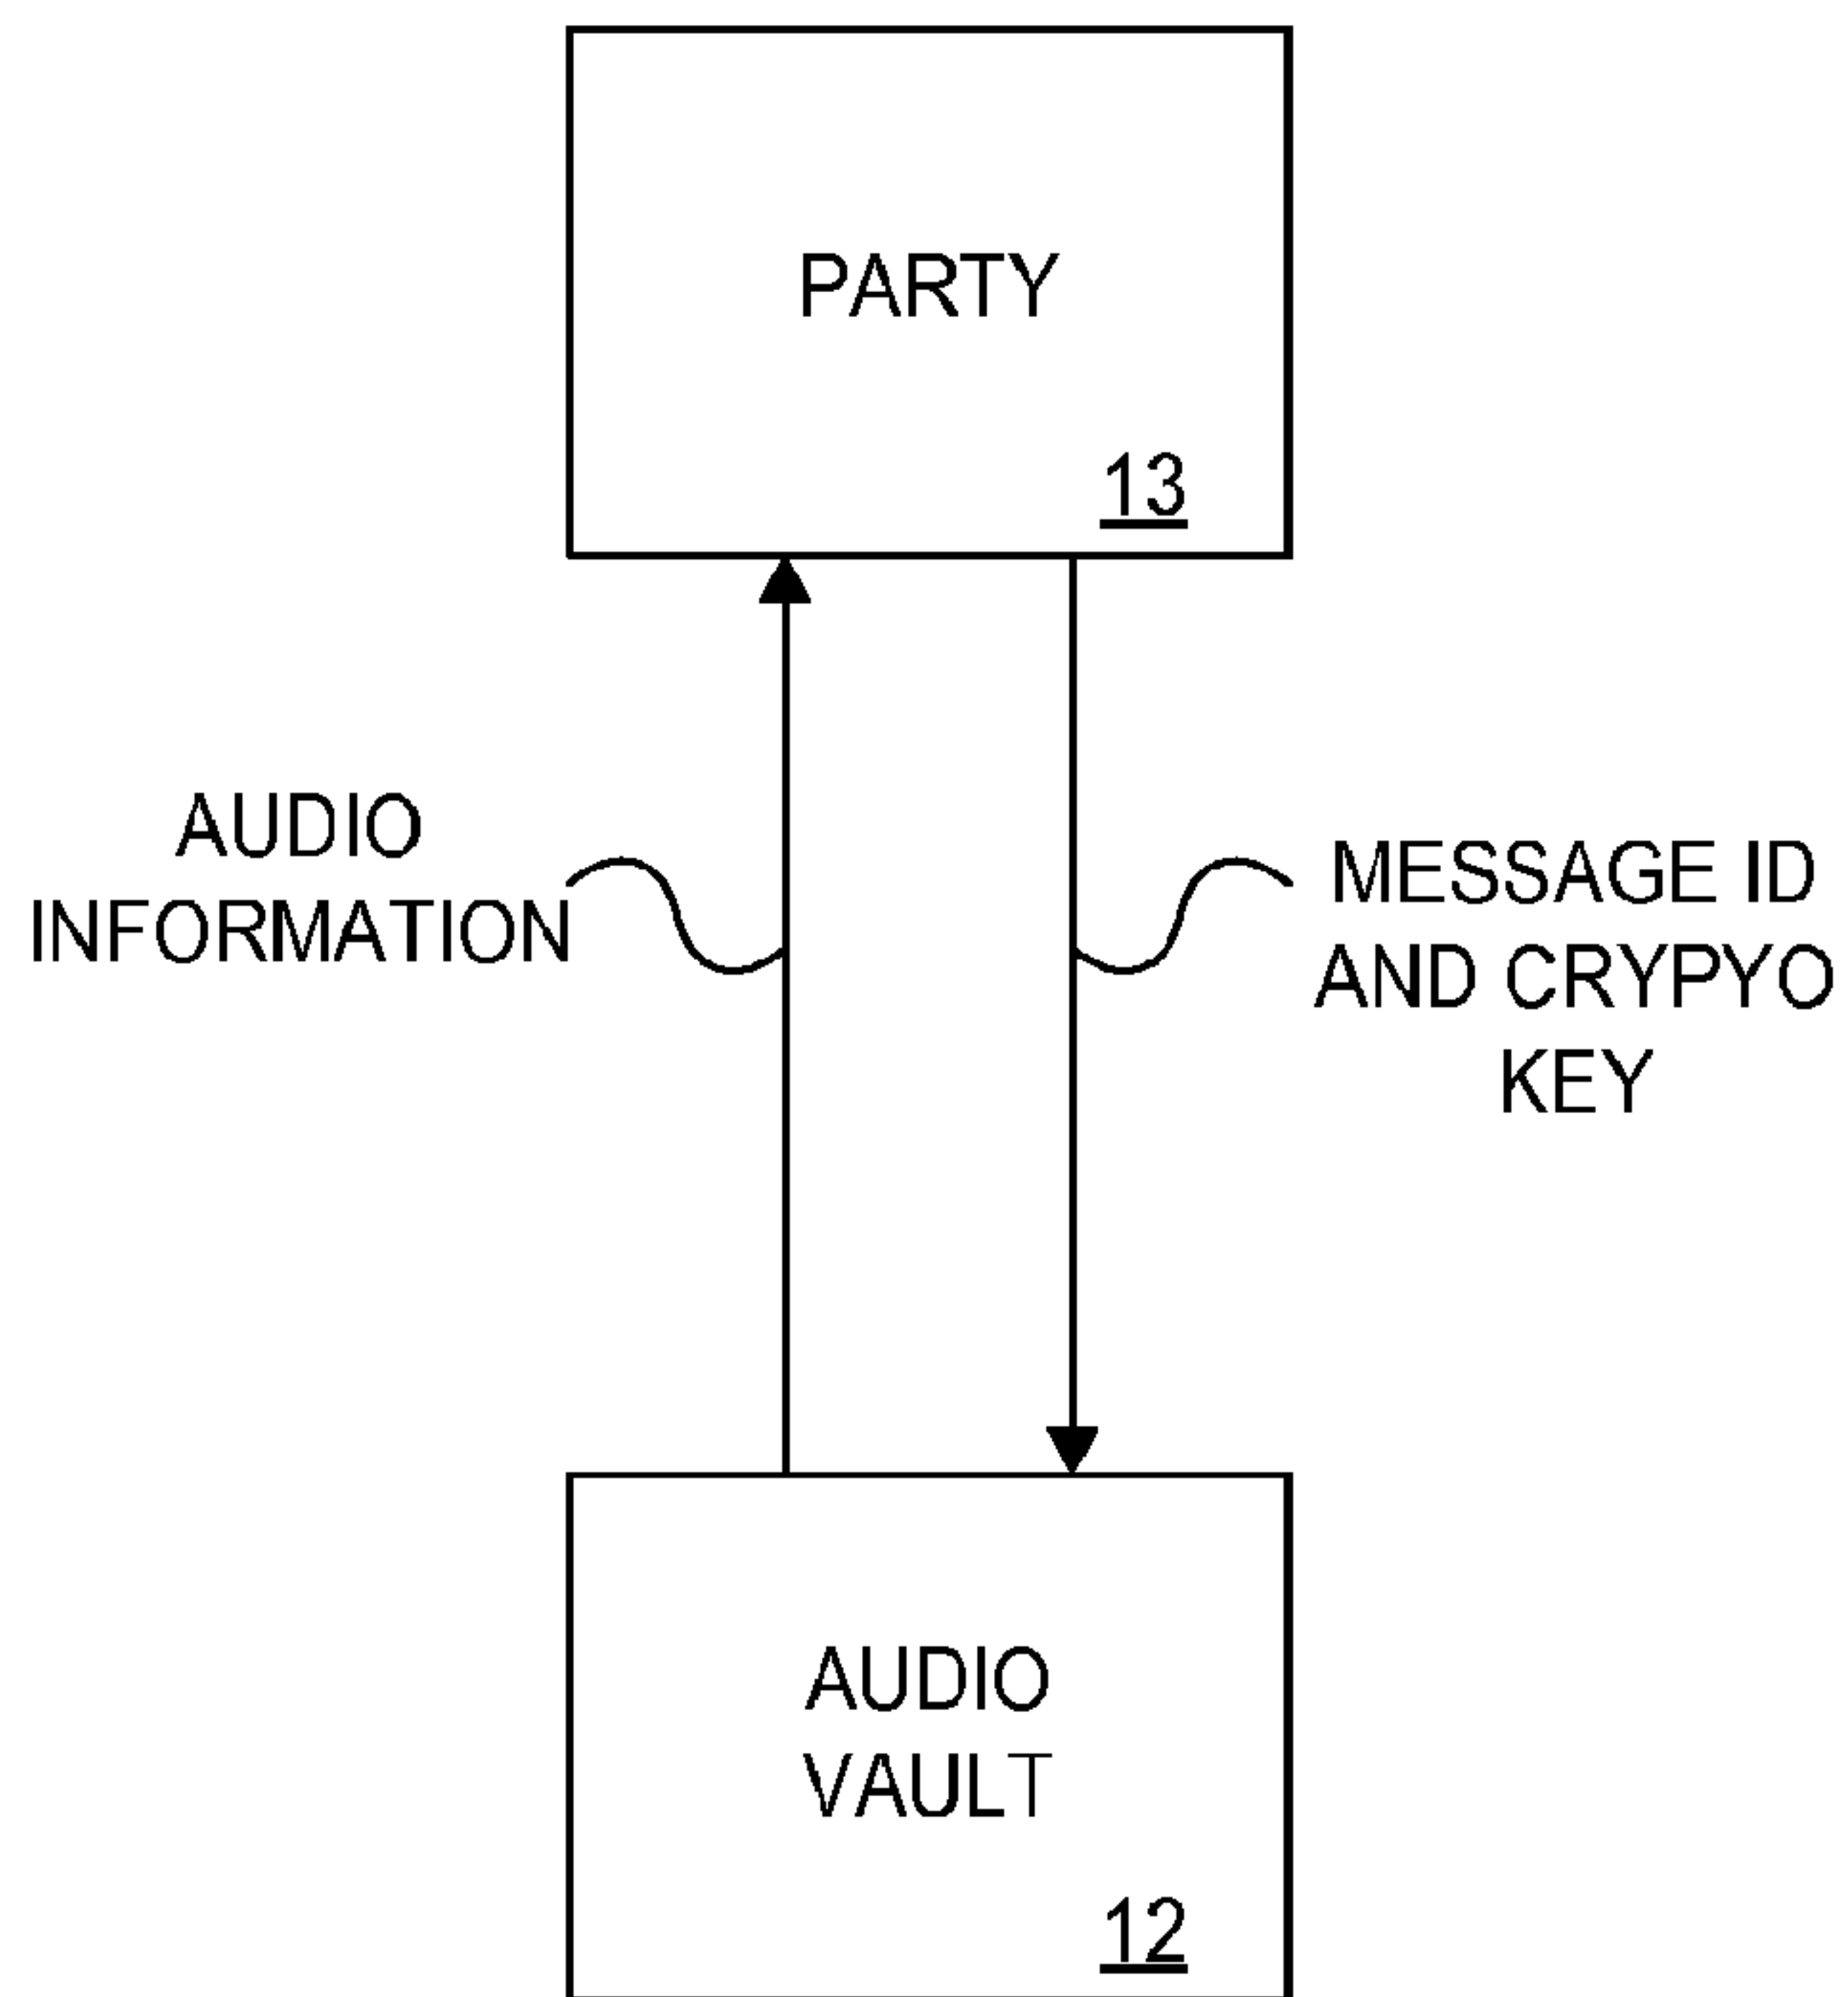 PARTY
13
AUDIO
INFORMATION
MESSAGE ID
AND CRYPYO
KEY
AUDIO
VAULT
12